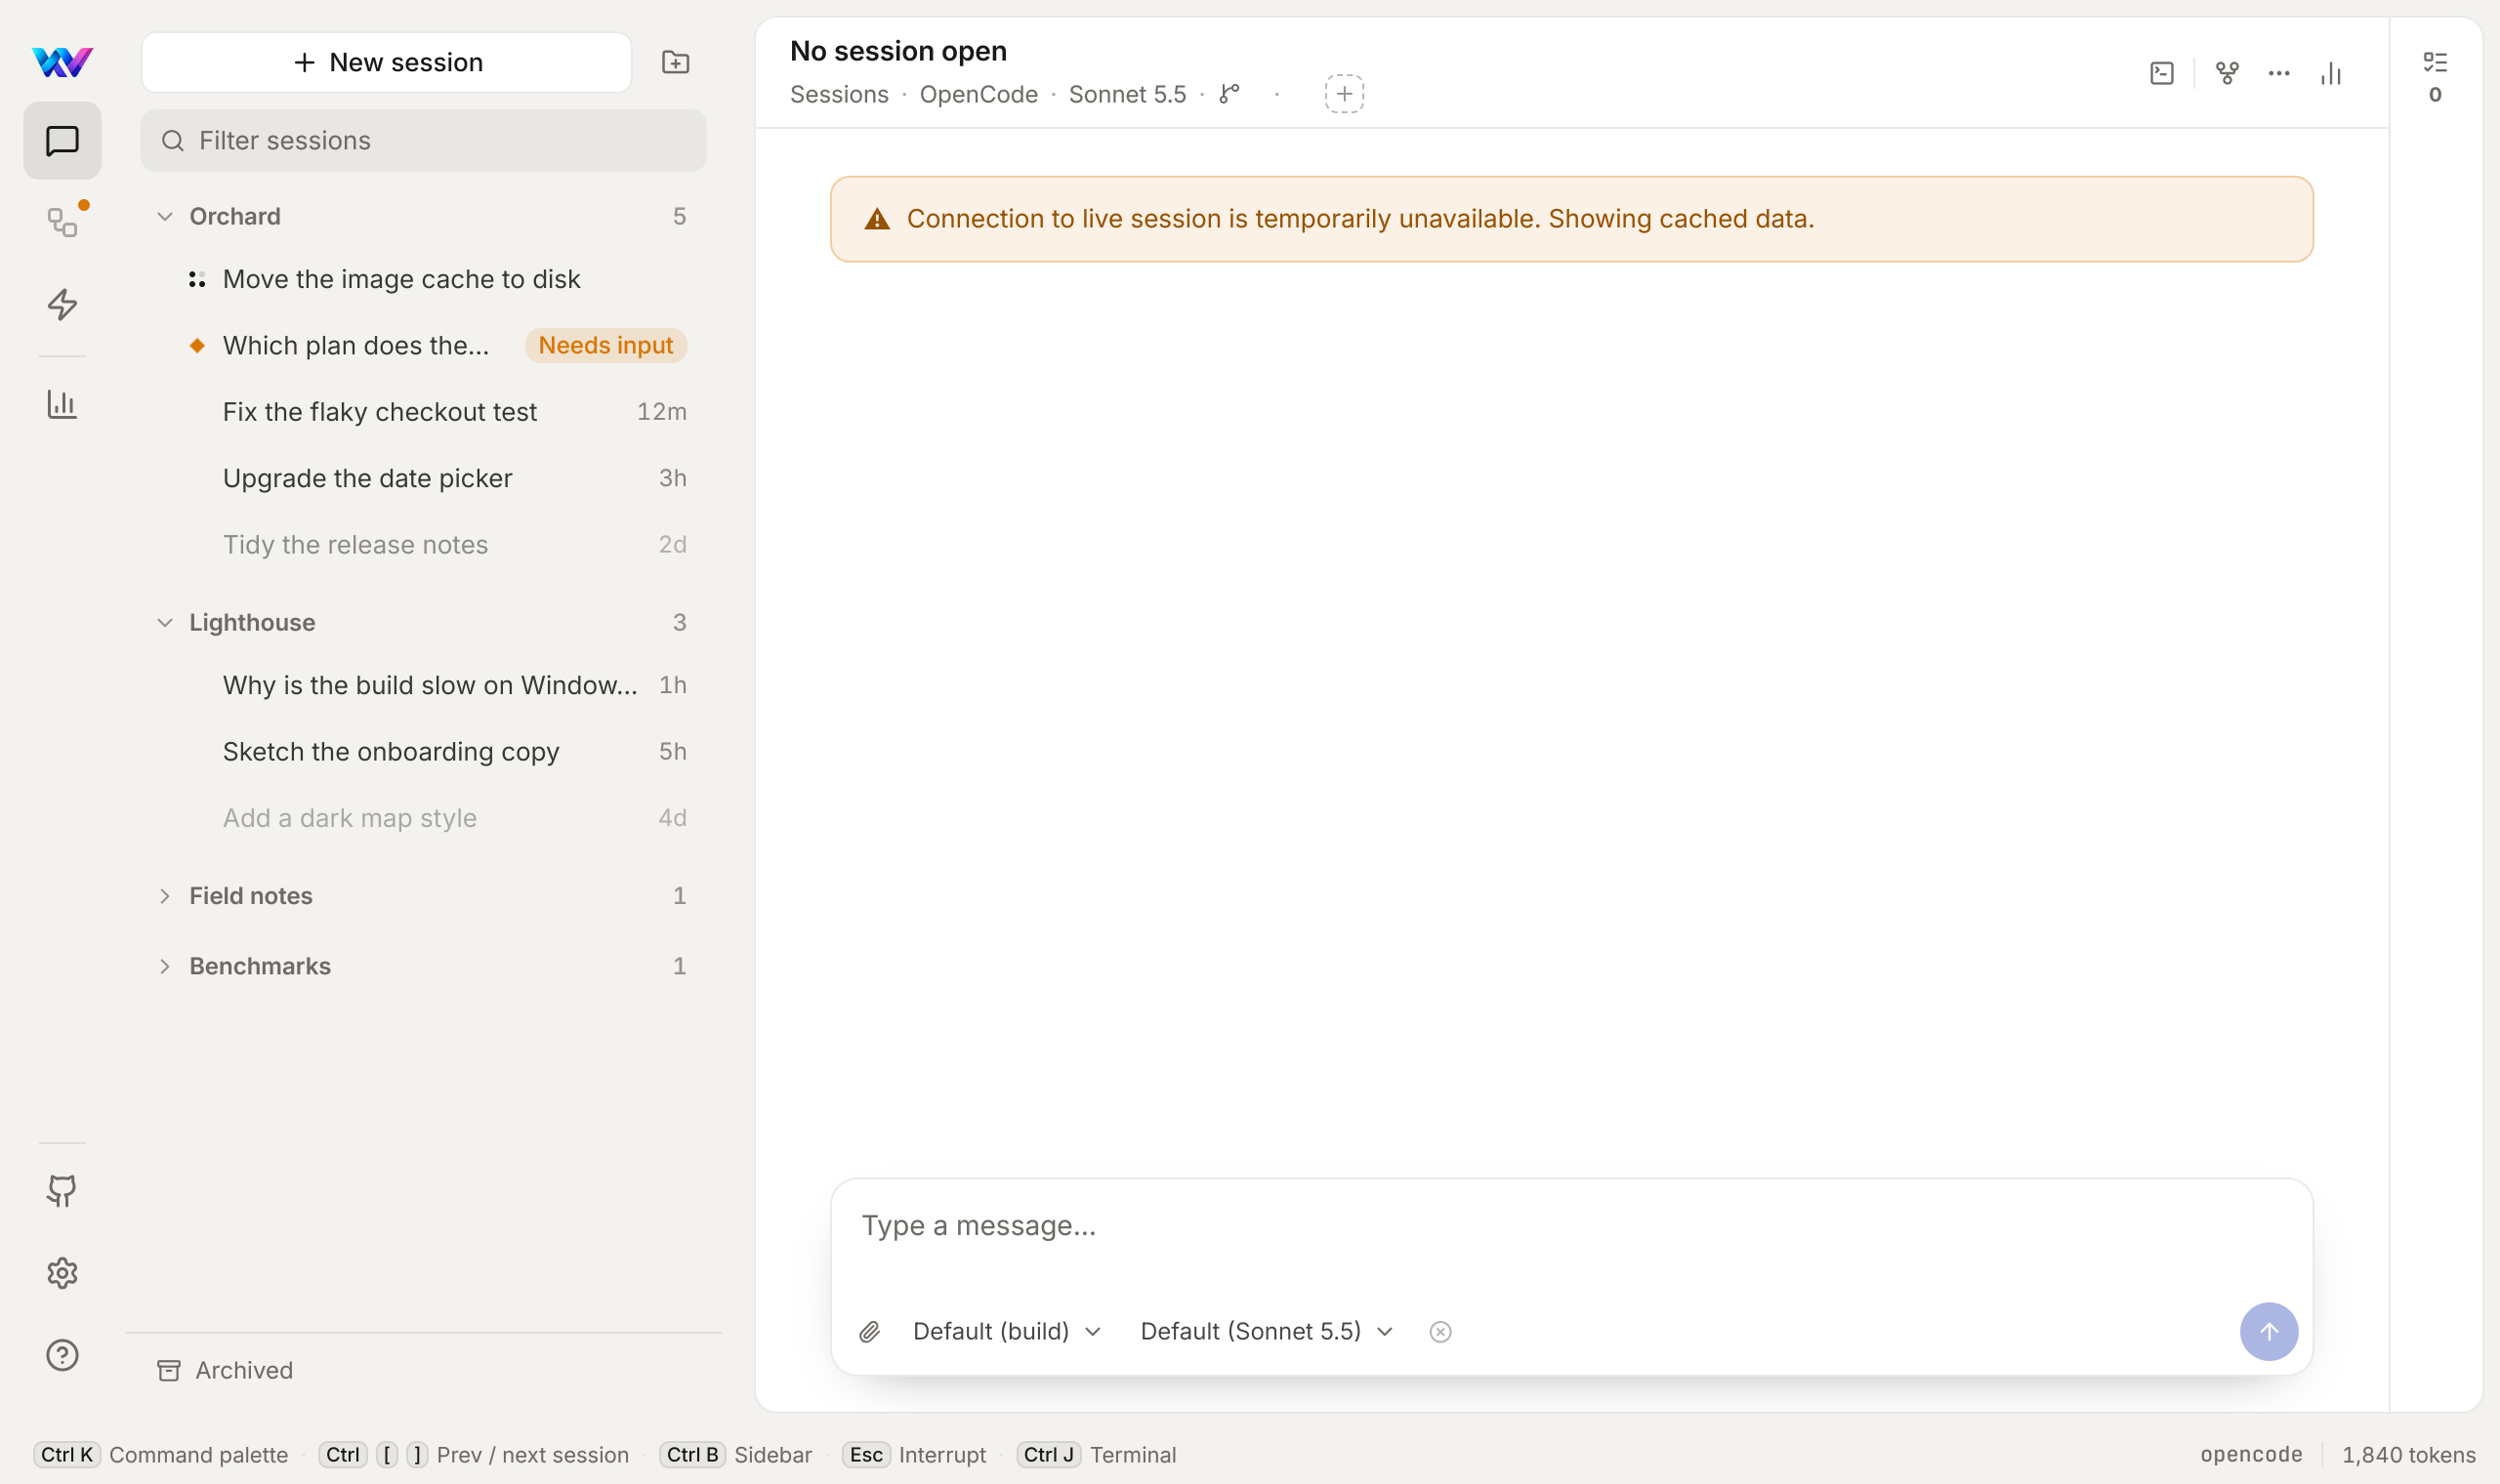 New session
Filter sessions
Orchard 5
Move the image cache to disk
Which plan does the... Needs input
Fix the flaky checkout test 12m
Upgrade the date picker 3h
Tidy the release notes 2d
Lighthouse 3
Why is the build slow on Window... 1h
Sketch the onboarding copy 5h
Add a dark map style 4d
Field notes 1
Benchmarks 1
Archived
No session open
Sessions · OpenCode · Sonnet 5.5 · ·
0
Connection to live session is temporarily unavailable. Showing cached data.
Type a message...
Default (build) Default (Sonnet 5.5)
Ctrl K Command palette · Ctrl [ ] Prev / next session · Ctrl B Sidebar · Esc Interrupt · Ctrl J Terminal
opencode 1,840 tokens